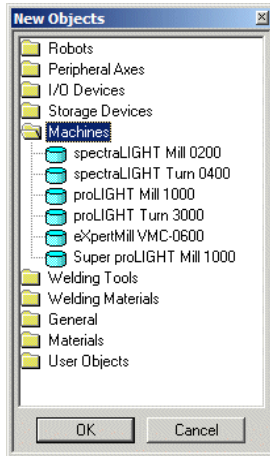 New Objects
Robots
Peripheral Axes
I/O Devices
Storage Devices
Machines
spectraLIGHT Mill 0200
spectraLIGHT Turn 0400
proLIGHT Mill 1000
proLIGHT Turn 3000
eXpertMill VMC-0600
Super proLIGHT Mill 1000
Welding Tools
Welding Materials
General
Materials
User Objects
OK Cancel